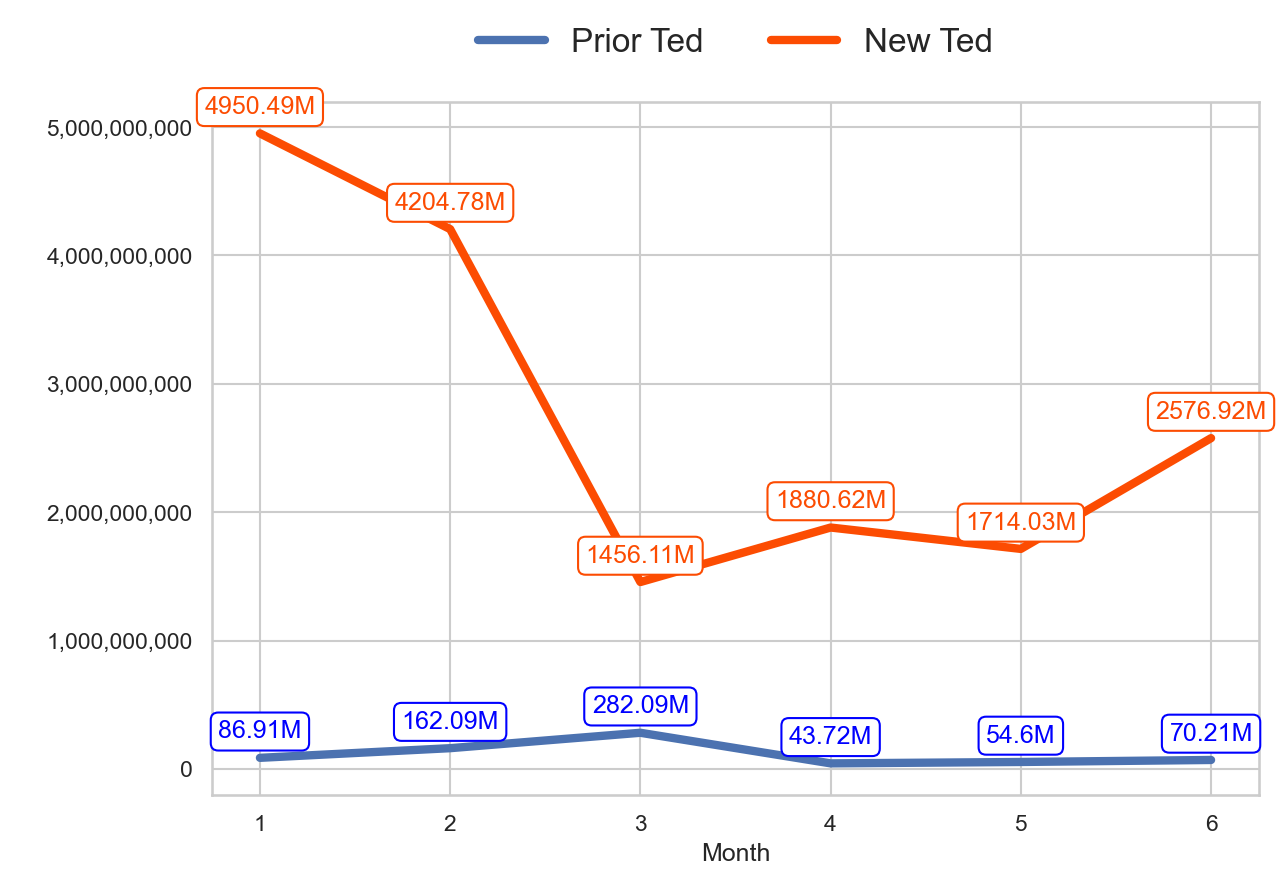 Prior Ted New Ted
4950.49M
5,000,000,000
4204.78M
4,000,000,000
3,000,000,000
2576.92M
2,000,000,000
1880.62M
1714.03M
1456.11M
1,000,000,000
282.09M
162.09M
86.91M
43.72M
54.6M
70.21M
0
1 2 3 4 5 6
Month